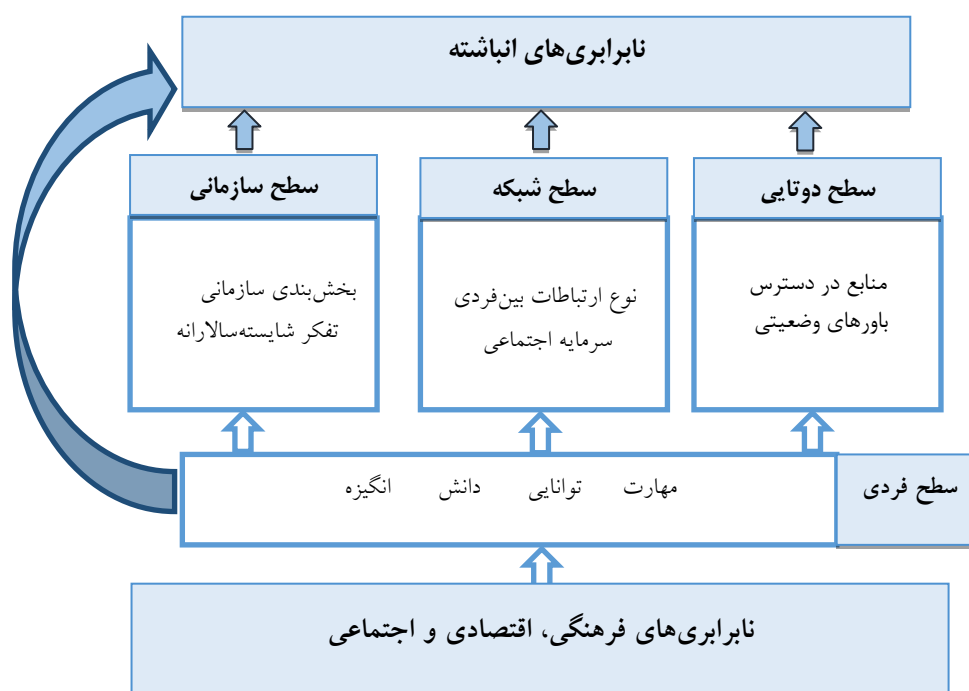 نابرابری‌های انباشته
سطح دوتایی
سطح شبکه
سطح سازمانی
منابع در دسترس
باورهای وضعیتی
نوع ارتباطات بین‌فردی
سرمایه اجتماعی
بخش‌بندی سازمانی
تفکر شایسته‌سالارانه
سطح فردی
مهارت توانایی دانش انگیزه
نابرابری‌های فرهنگی، اقتصادی و اجتماعی